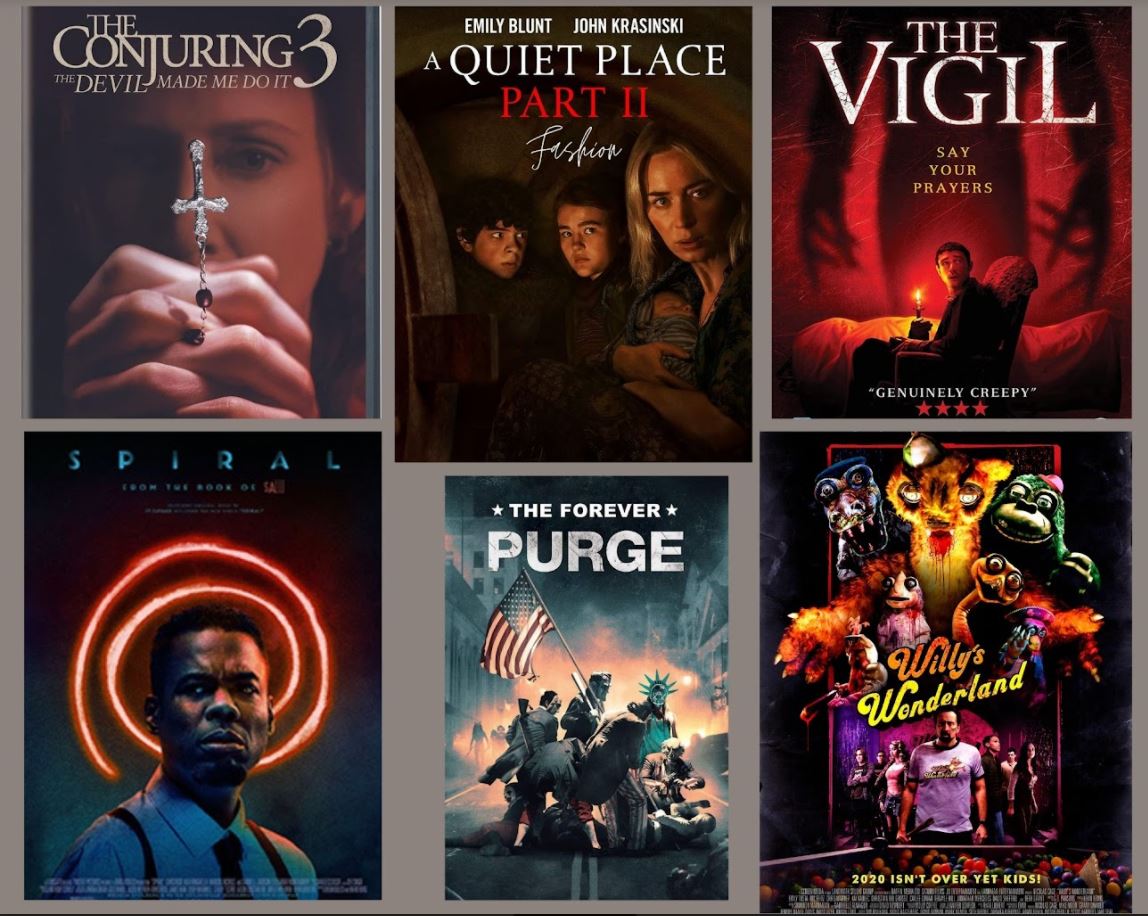 THE
CONJURING 3
THE DEVIL MADE ME DO IT
EMILY BLUNT JOHN KRASINSKI
A QUIET PLACE
PART II
Fashion
THE
VIGIL
SAY
YOUR
PRAYERS
"GENUINELY CREEPY"
SPIRAL
FROM THE BOOK OF SAW
THE FOREVER
PURGE
Willy's
Wonderland
2020 ISN'T OVER YET KIDS!